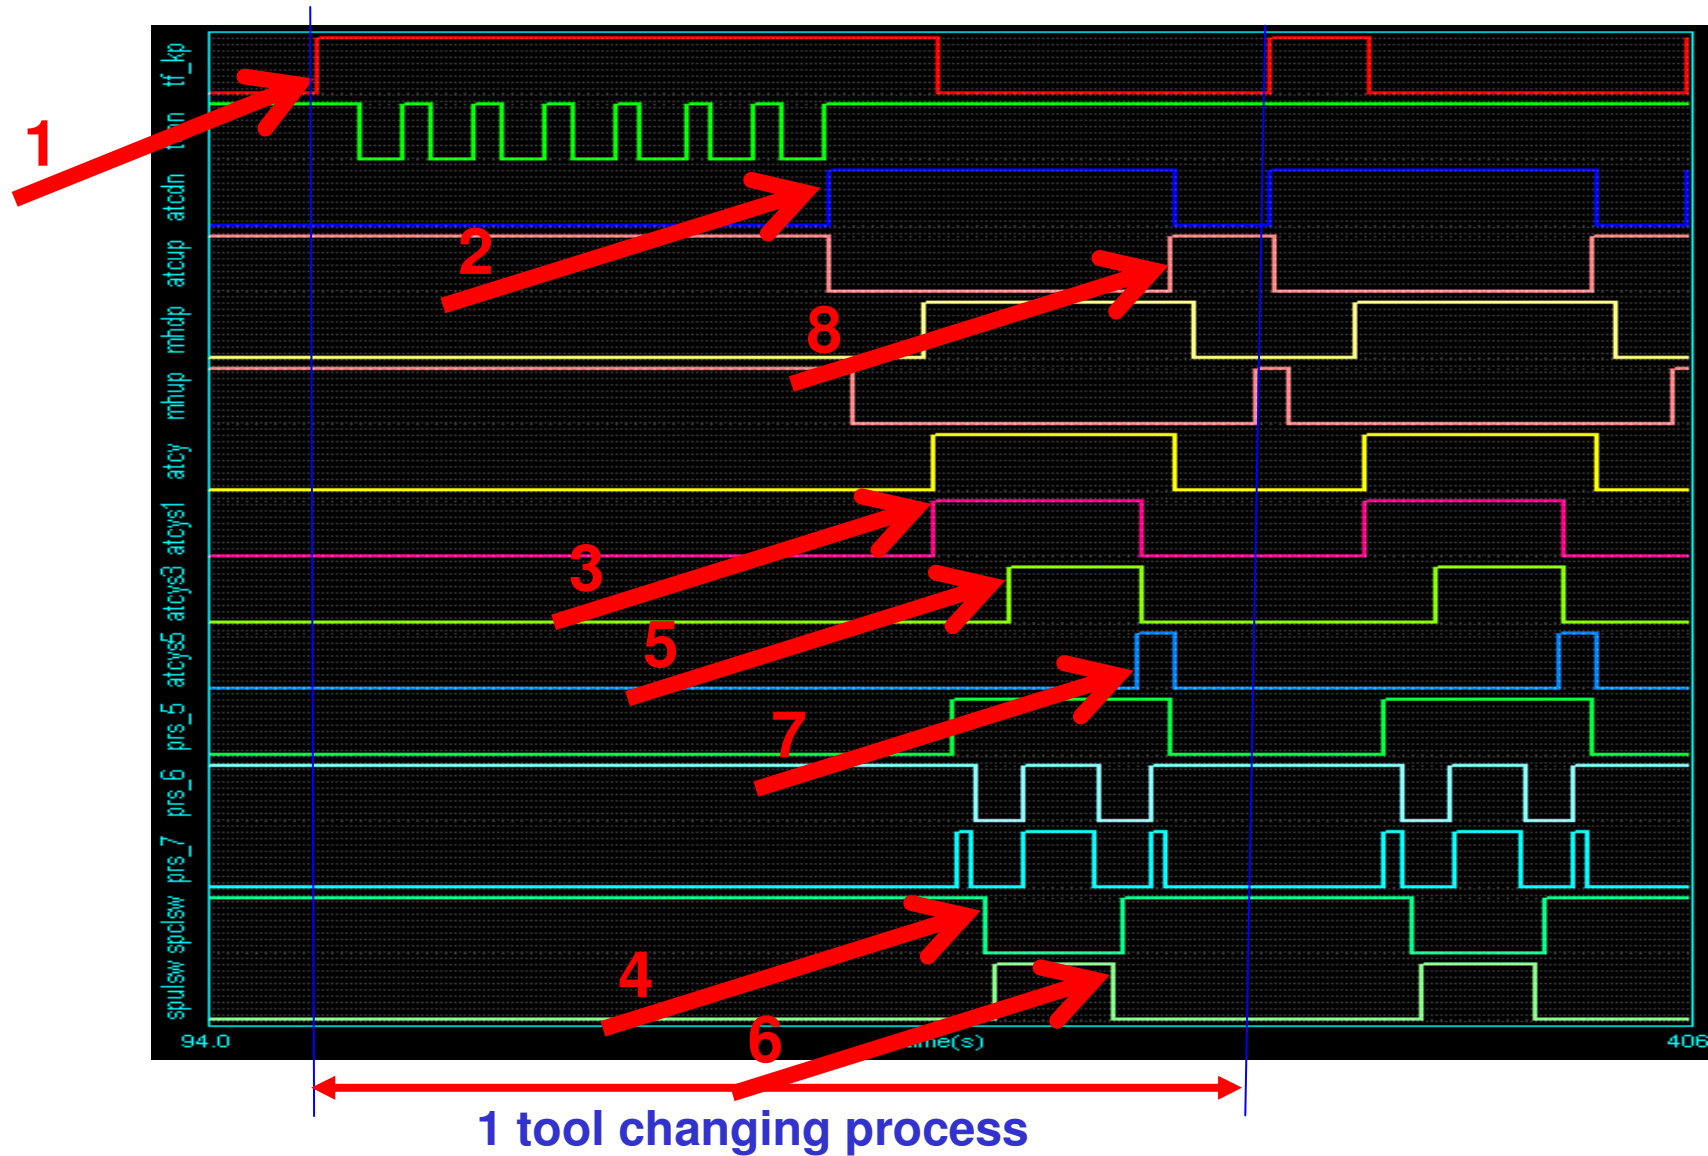 tf_kp
atcdn
atcup
mhdp
mhup
atcy
atcys1
atcys3
atcys5
prs_5
prs_6
prs_7
spclsw
spulsw
1
2
8
3
5
7
4
6
94.0
406
1 tool changing process